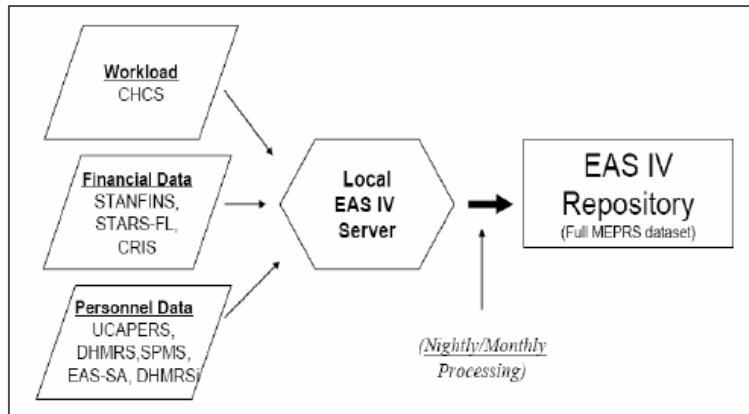 Workload
CHCS
Financial Data
STANFINS,
STARS-FL,
CRIS
Personnel Data
UCAPERS,
DHMRS,SPMS,
EAS-SA, DHMRSi
Local
EAS IV
Server
(Nightly/Monthly
Processing)
EAS IV
Repository
(Full MEPRS dataset)